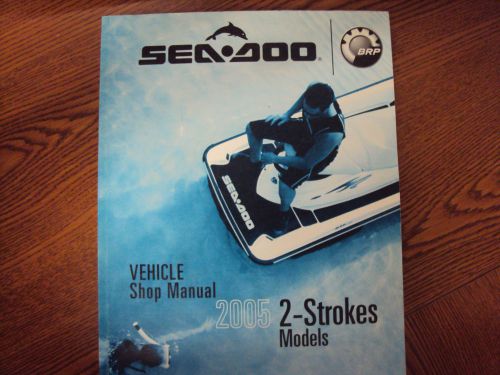 SEA-DOO®
BRP
SEA-DOO
VEHICLE
Shop Manual
2005 2-Strokes
Models